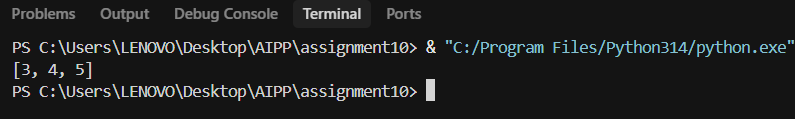 Problems Output Debug Console Terminal Ports
PS C:\Users\LENOVO\Desktop\AIPP\assignment10> & "C:/Program Files/Python314/python.exe"
[3, 4, 5]
PS C:\Users\LENOVO\Desktop\AIPP\assignment10>